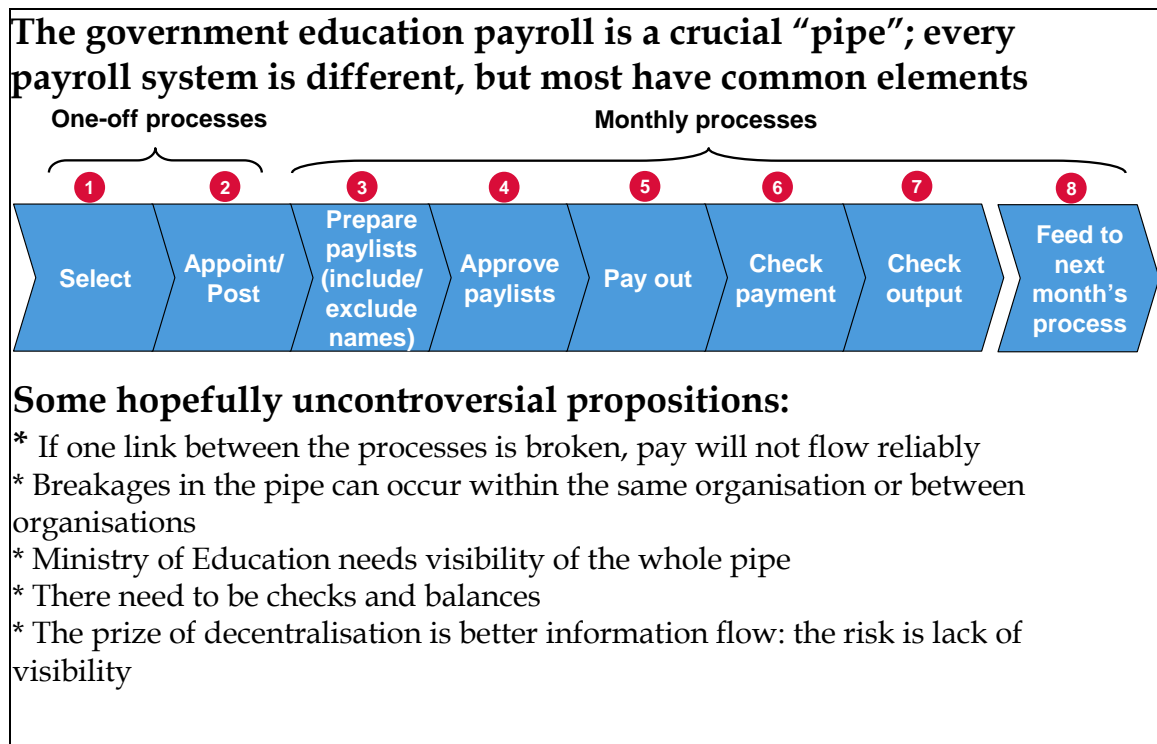 The government education payroll is a crucial “pipe”; every
payroll system is different, but most have common elements
One-off processes
Monthly processes
1
2
3
4
5
6
7
8
Select
Appoint/
Post
Prepare
paylists
(include/
exclude
names)
Approve
paylists
Pay out
Check
payment
Check
output
Feed to
next
month’s
process
Some hopefully uncontroversial propositions:
* If one link between the processes is broken, pay will not flow reliably
* Breakages in the pipe can occur within the same organisation or between
organisations
* Ministry of Education needs visibility of the whole pipe
* There need to be checks and balances
* The prize of decentralisation is better information flow: the risk is lack of
visibility